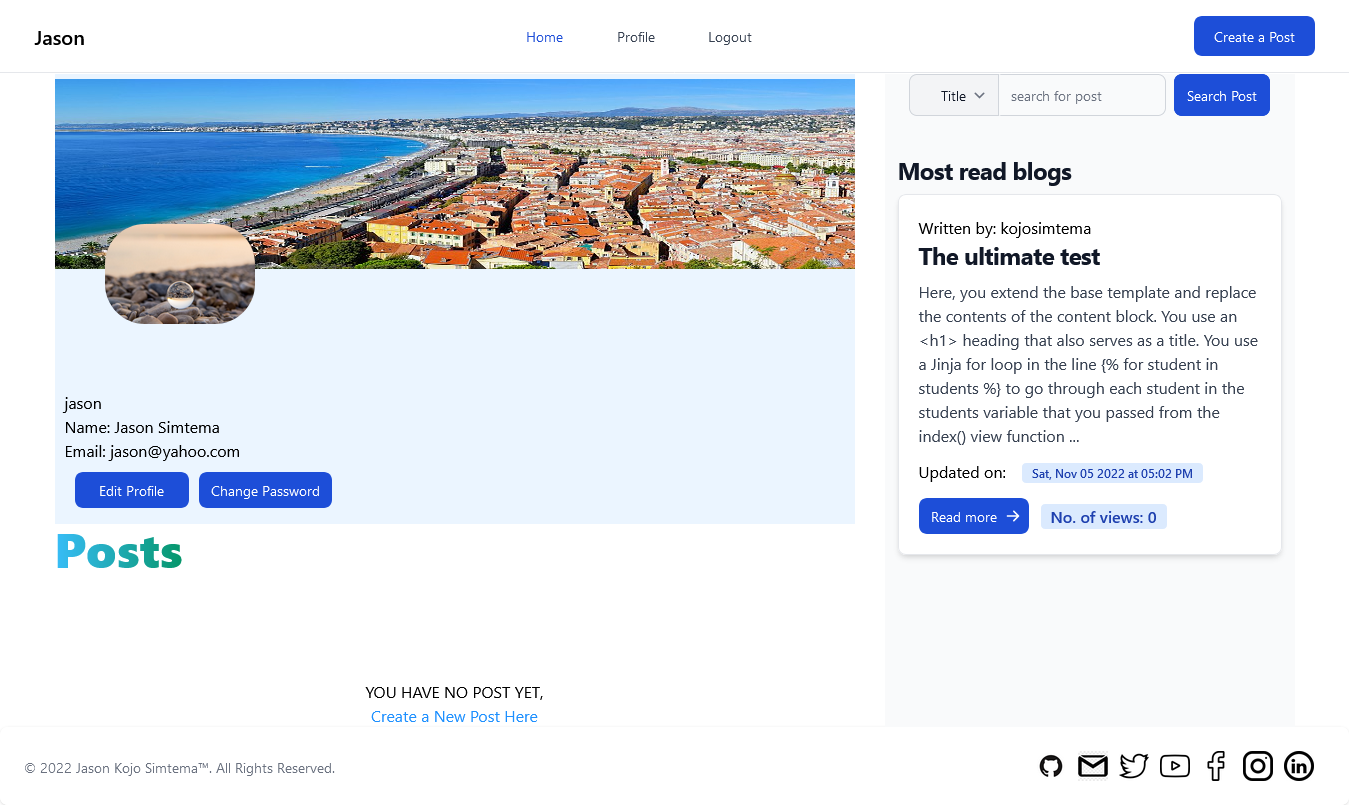 Jason
Home
Profile
Logout
Create a Post
Title
search for post
Search Post
jason
Name: Jason Simtema
Email: jason@yahoo.com
Edit Profile
Change Password
Posts
YOU HAVE NO POST YET,
Create a New Post Here
Most read blogs
Written by: kojosimtema
The ultimate test
Here, you extend the base template and replace
the contents of the content block. You use an
<h1> heading that also serves as a title. You use
a Jinja for loop in the line {% for student in
students %} to go through each student in the
students variable that you passed from the
index() view function ...
Updated on:
Sat, Nov 05 2022 at 05:02 PM
Read more
No. of views: 0
© 2022 Jason Kojo Simtema™. All Rights Reserved.